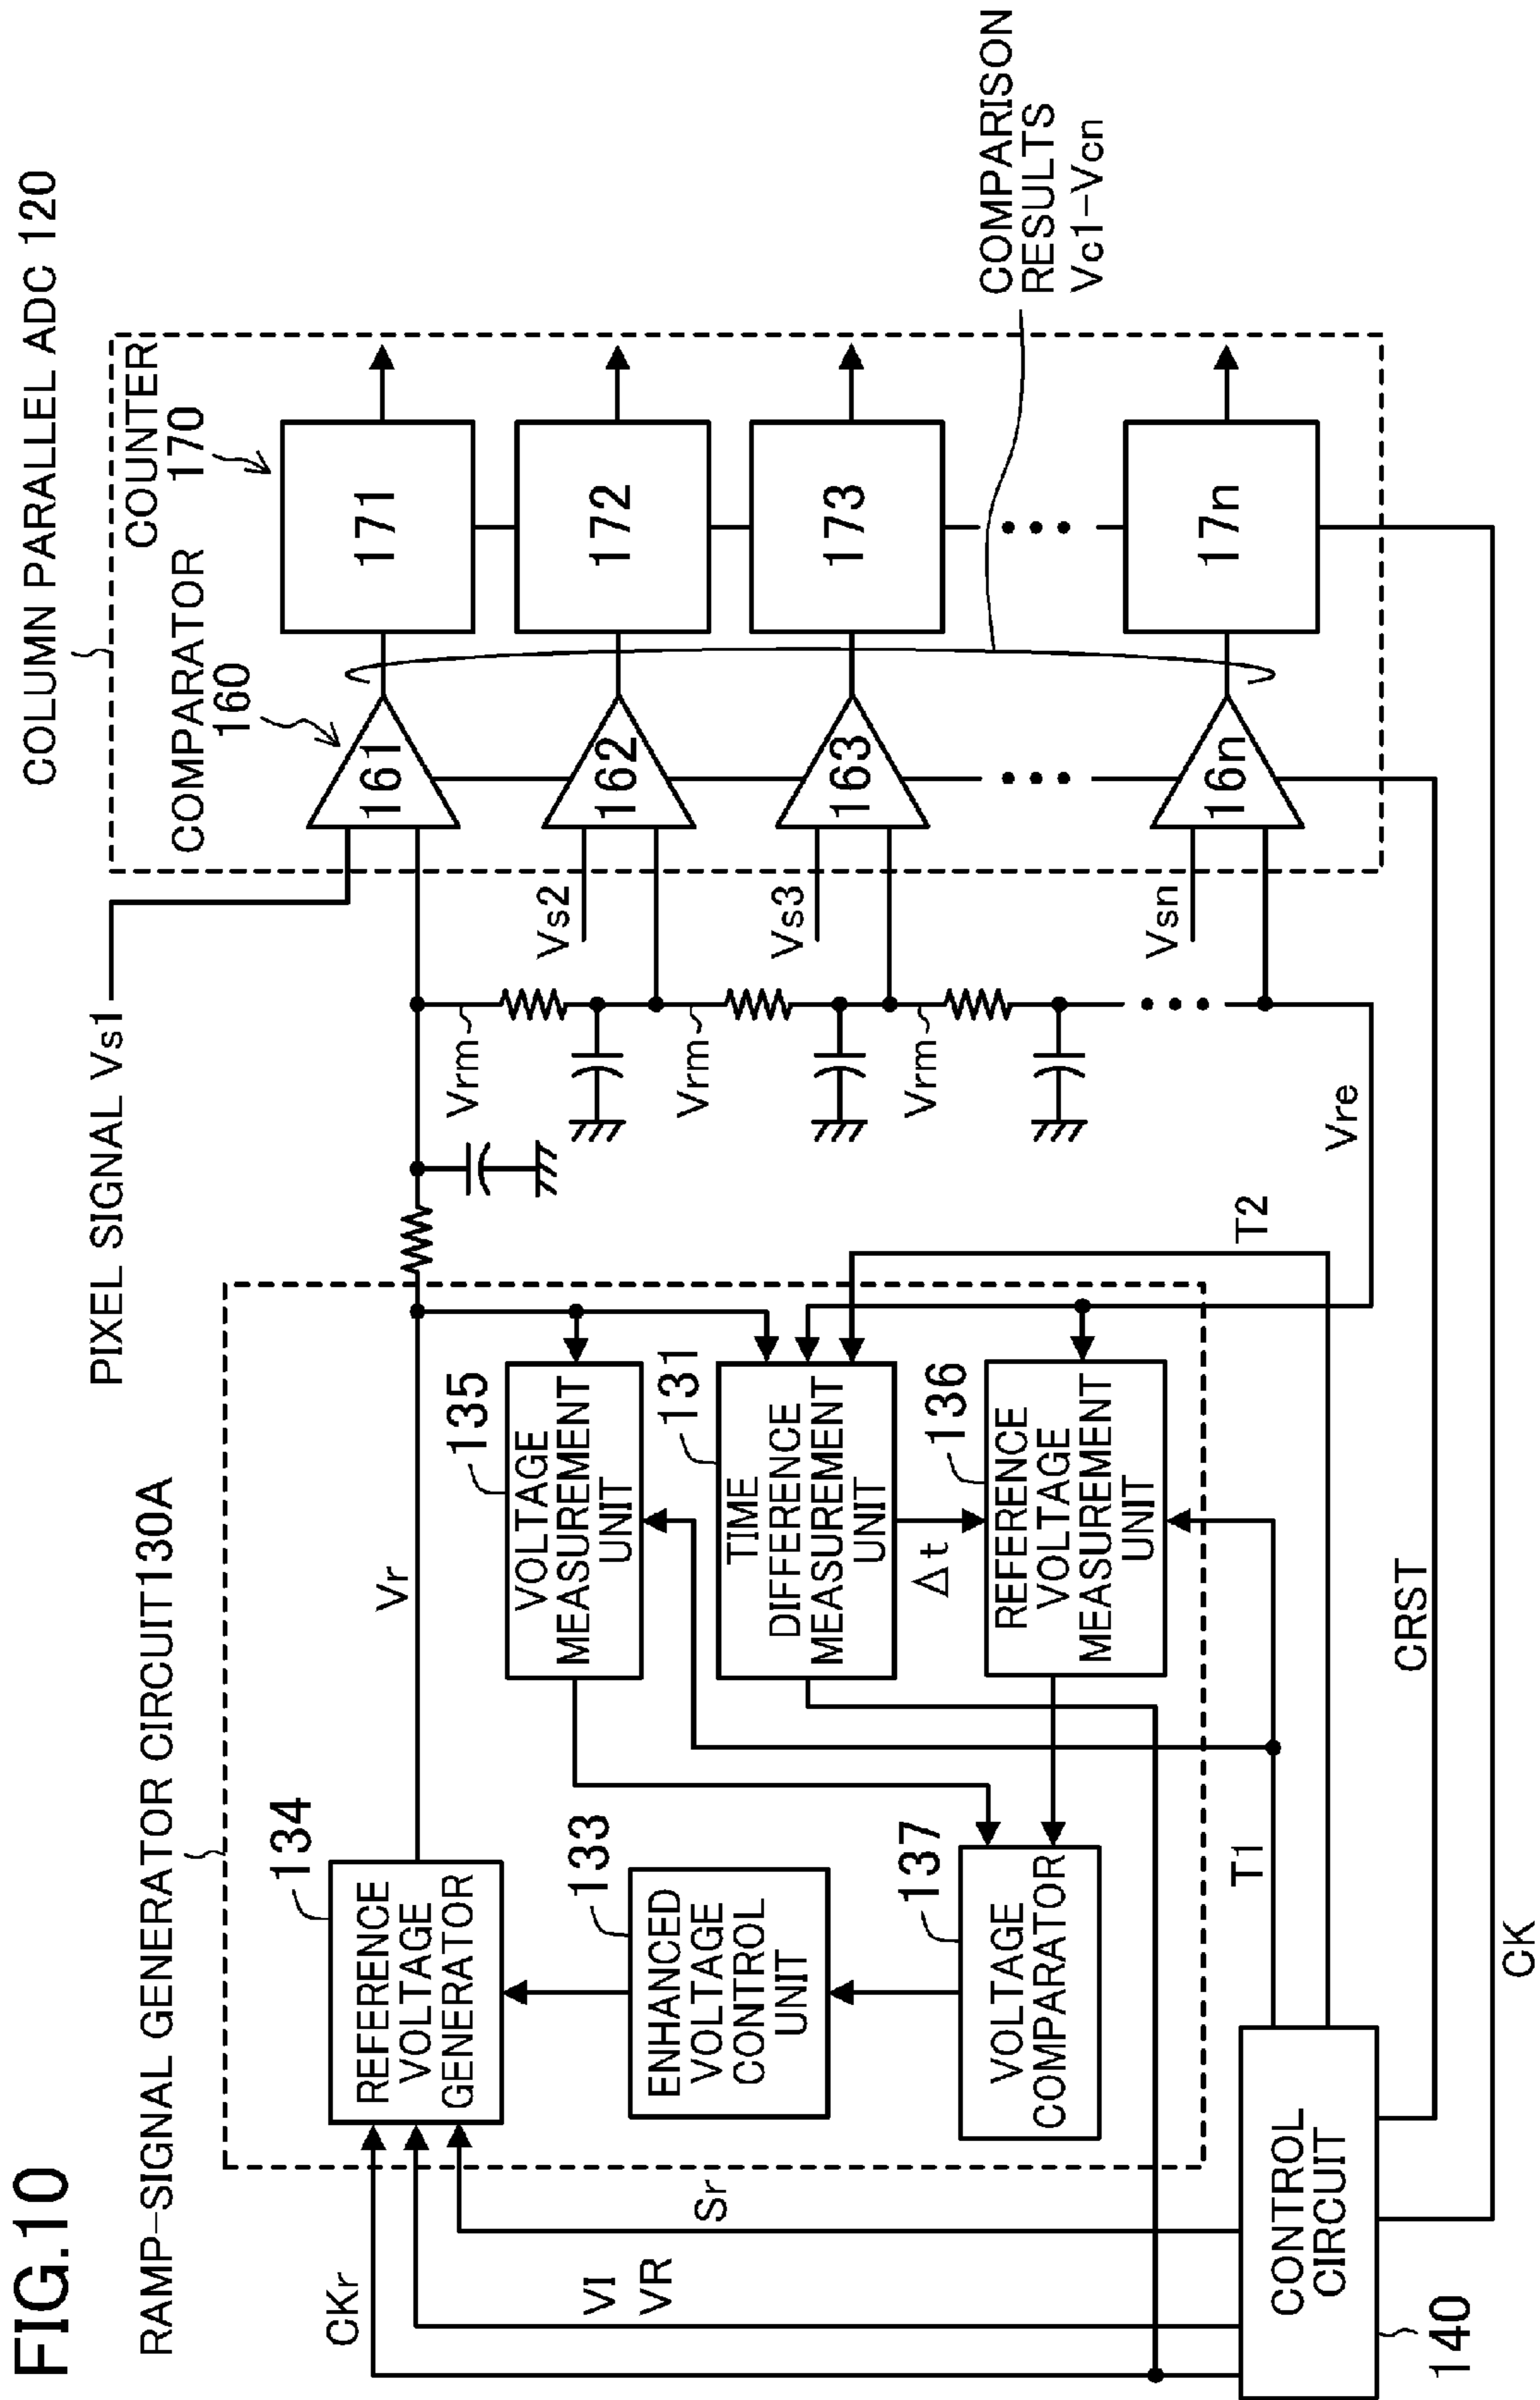 FIG.10
COLUMN PARALLEL ADC 120
RAMP-SIGNAL GENERATOR CIRCUIT130A
PIXEL SIGNAL Vs1
COMPARATOR
160
COUNTER
170
CKr
VI
VR
Sr
134
REFERENCE
VOLTAGE
GENERATOR
Vr
133
ENHANCED
VOLTAGE
CONTROL
UNIT
137
VOLTAGE
COMPARATOR
135
VOLTAGE
MEASUREMENT
UNIT
131
TIME
DIFFERENCE
MEASUREMENT
UNIT
Δt
136
REFERENCE
VOLTAGE
MEASUREMENT
UNIT
Vrm
Vrm
Vrm
Vre
Vs2
Vs3
Vsn
161
162
163
16n
171
172
173
17n
COMPARISON
RESULTS
Vc1-Vcn
T1
T2
CRST
CK
CONTROL
CIRCUIT
140